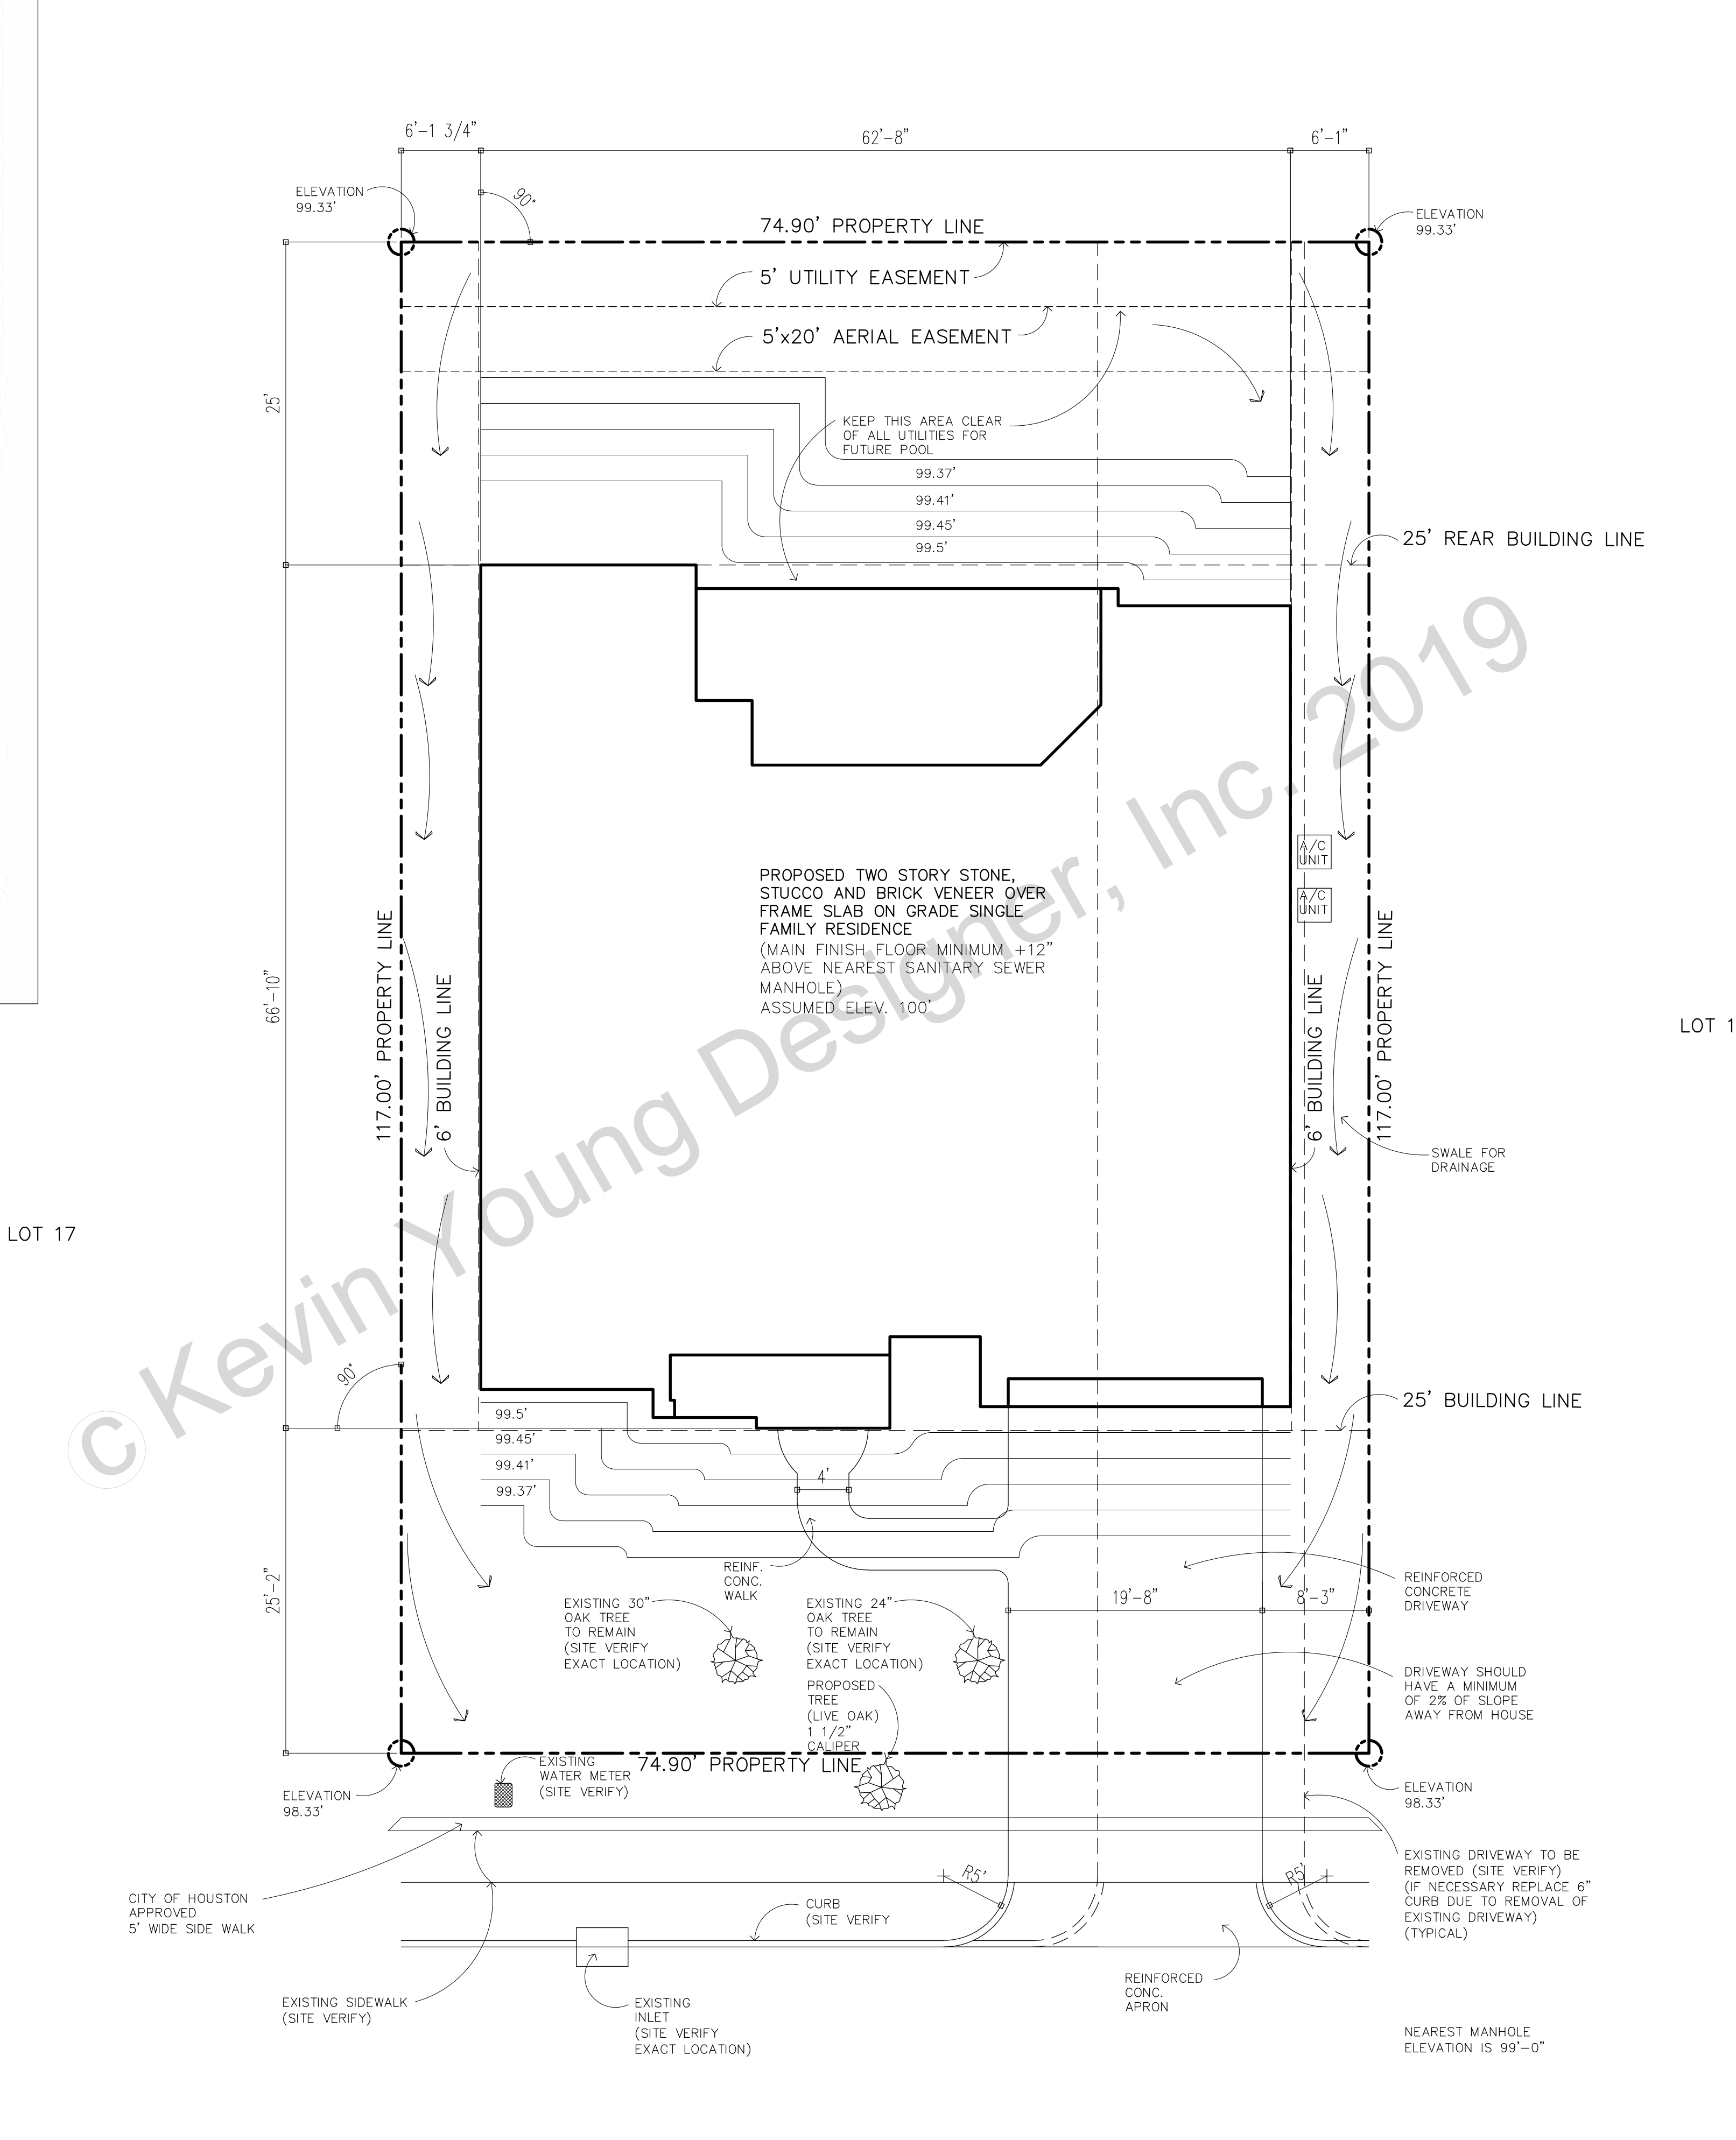 6'-1 3/4"
62'-8"
6'-1"
ELEVATION
99.33'
90°
74.90' PROPERTY LINE
ELEVATION
99.33'
5' UTILITY EASEMENT
5'x20' AERIAL EASEMENT
25'
KEEP THIS AREA CLEAR
OF ALL UTILITIES FOR
FUTURE POOL
99.37'
99.41'
99.45'
99.5'
25' REAR BUILDING LINE
A/C
UNIT
A/C
UNIT
PROPOSED TWO STORY STONE,
STUCCO AND BRICK VENEER OVER
FRAME SLAB ON GRADE SINGLE
FAMILY RESIDENCE
(MAIN FINISH FLOOR MINIMUM +12"
ABOVE NEAREST SANITARY SEWER
MANHOLE)
ASSUMED ELEV. 100'
66'-10"
117.00' PROPERTY LINE
6' BUILDING LINE
6' BUILDING LINE
117.00' PROPERTY LINE
LOT 1
SWALE FOR
DRAINAGE
LOT 17
© Kevin Young Designer, Inc. 2019
90°
25' BUILDING LINE
99.5'
99.45'
99.41'
99.37'
4'
25'-2"
REINF.
CONC.
WALK
19'-8"
8'-3"
REINFORCED
CONCRETE
DRIVEWAY
EXISTING 30"
OAK TREE
TO REMAIN
(SITE VERIFY
EXACT LOCATION)
EXISTING 24"
OAK TREE
TO REMAIN
(SITE VERIFY
EXACT LOCATION)
PROPOSED
TREE
(LIVE OAK)
1 1/2"
CALIPER
DRIVEWAY SHOULD
HAVE A MINIMUM
OF 2% OF SLOPE
AWAY FROM HOUSE
74.90' PROPERTY LINE
EXISTING
WATER METER
(SITE VERIFY)
ELEVATION
98.33'
ELEVATION
98.33'
EXISTING DRIVEWAY TO BE
REMOVED (SITE VERIFY)
(IF NECESSARY REPLACE 6"
CURB DUE TO REMOVAL OF
EXISTING DRIVEWAY)
(TYPICAL)
R5'
R5'
CITY OF HOUSTON
APPROVED
5' WIDE SIDE WALK
CURB
(SITE VERIFY
EXISTING SIDEWALK
(SITE VERIFY)
EXISTING
INLET
(SITE VERIFY
EXACT LOCATION)
REINFORCED
CONC.
APRON
NEAREST MANHOLE
ELEVATION IS 99'-0"